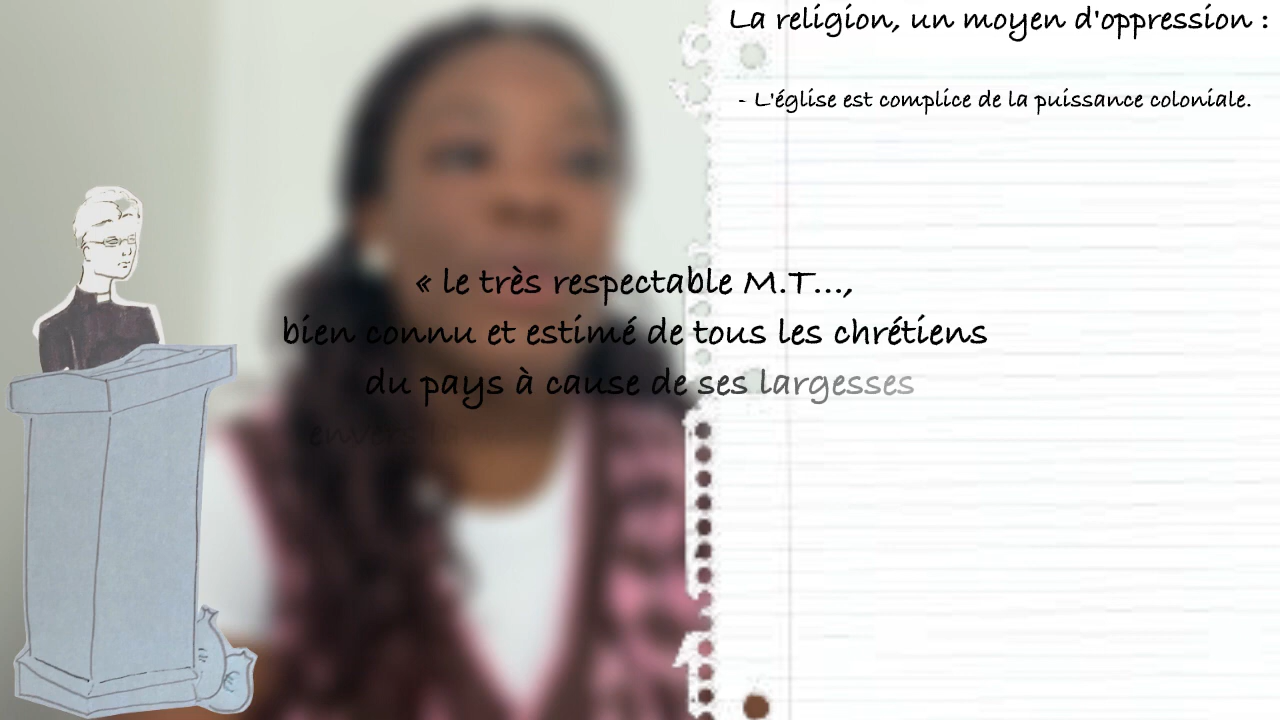 La religion, un moyen d'oppression :
- L'église est complice de la puissance coloniale.
« le très respectable M.T...,
bien connu et estimé de tous les chrétiens
du pays à cause de ses largesses